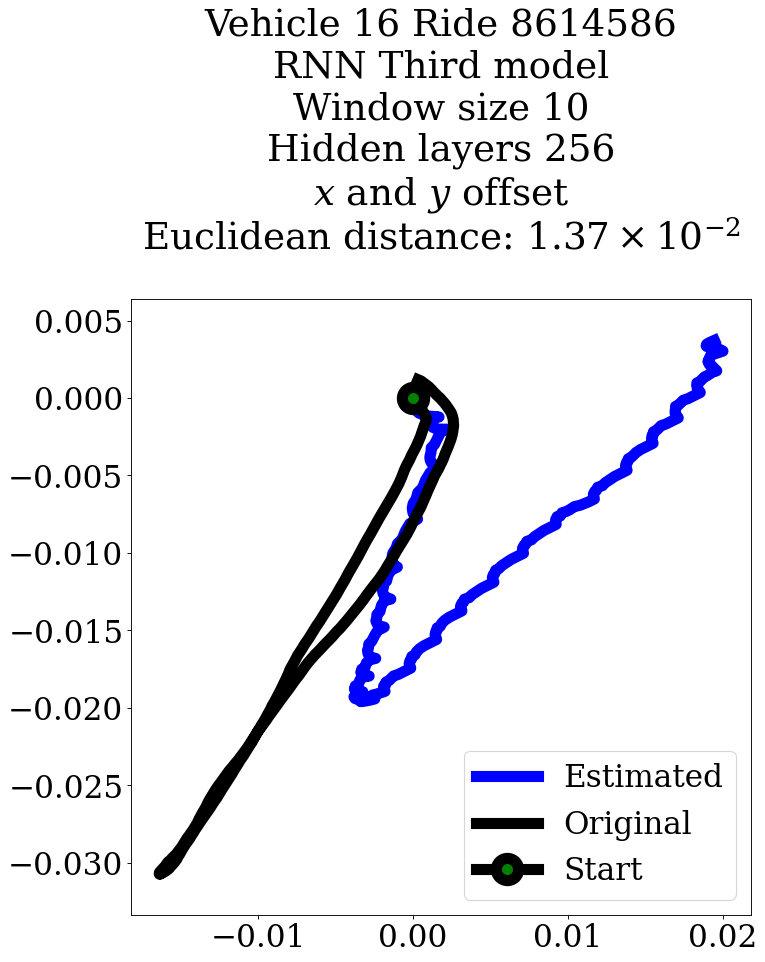 Vehicle 16 Ride 8614586
RNN Third model
Window size 10
Hidden layers 256
x and y offset
Euclidean distance: 1.37 × 10⁻²
0.005
0.000
−0.005
−0.010
−0.015
−0.020
−0.025
−0.030
Estimated
Original
Start
−0.01
0.00
0.01
0.02